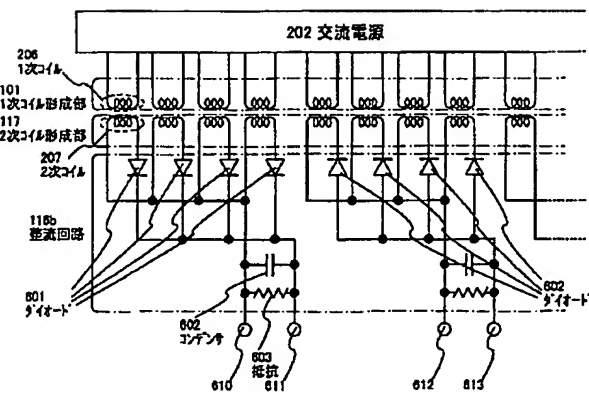 202 交流電源
206
1次コイル
101
1次コイル形成部
117
2次コイル形成部
207
2次コイル
116b
整流回路
601
ダイオード
602
コンデンサ
603
抵抗
610
611
612
613
602
ダイオード